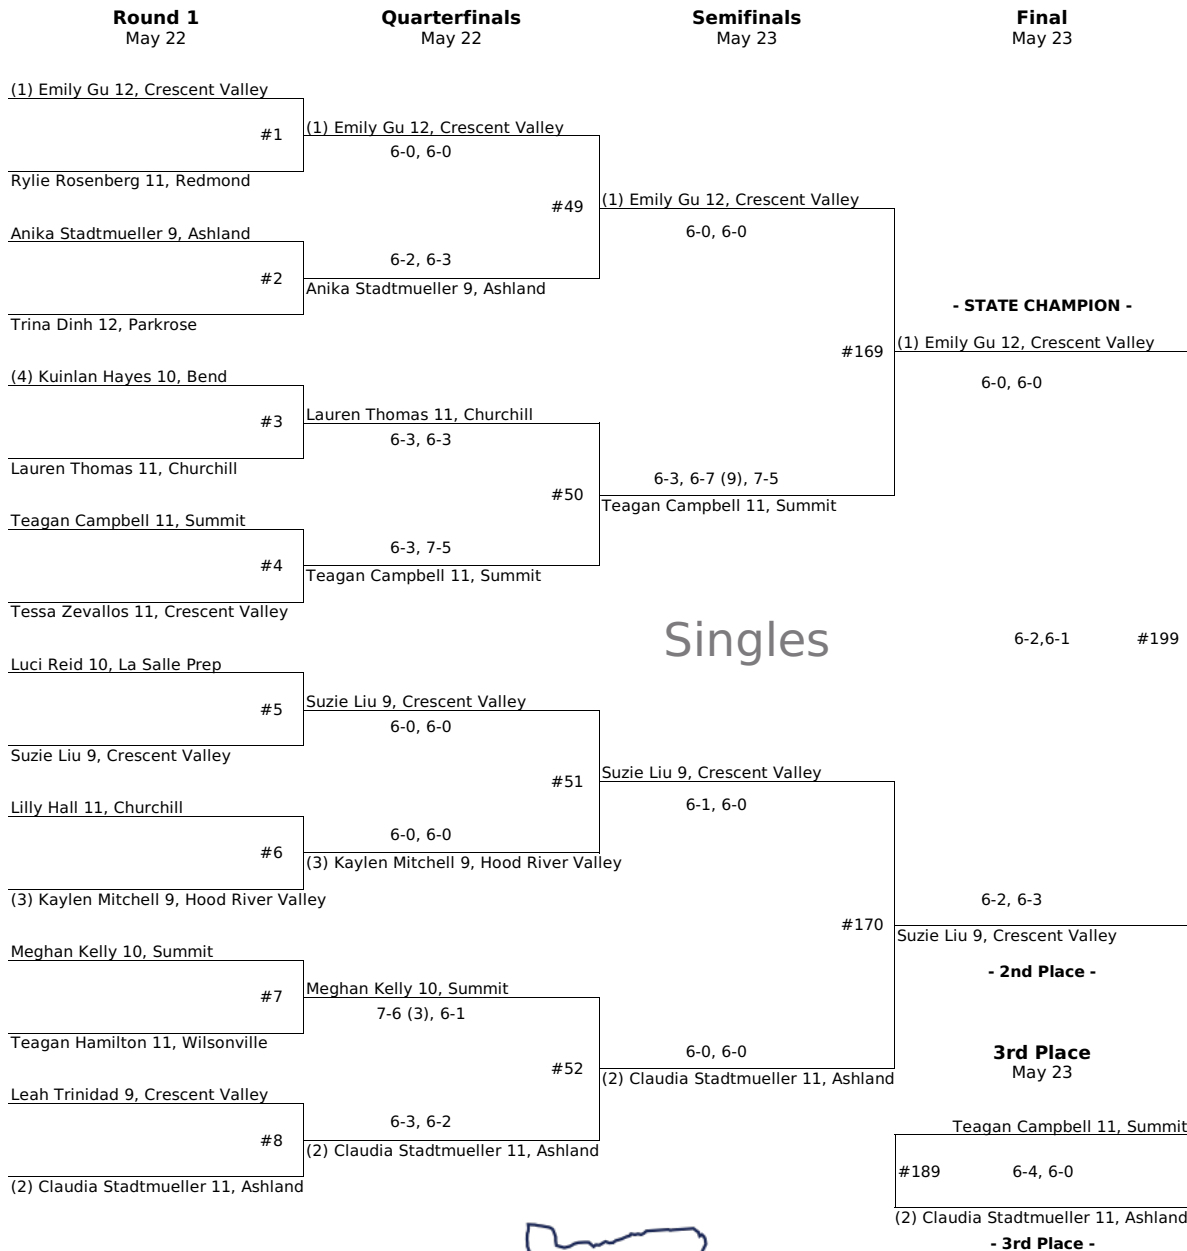 Round 1
May 22
Quarterfinals
May 22
Semifinals
May 23
Final
May 23
(1) Emily Gu 12, Crescent Valley
#1
Rylie Rosenberg 11, Redmond
Anika Stadtmueller 9, Ashland
#2
Trina Dinh 12, Parkrose
(4) Kuinlan Hayes 10, Bend
#3
Lauren Thomas 11, Churchill
Teagan Campbell 11, Summit
#4
Tessa Zevallos 11, Crescent Valley
Luci Reid 10, La Salle Prep
#5
Suzie Liu 9, Crescent Valley
Lilly Hall 11, Churchill
#6
(3) Kaylen Mitchell 9, Hood River Valley
Meghan Kelly 10, Summit
#7
Teagan Hamilton 11, Wilsonville
Leah Trinidad 9, Crescent Valley
#8
(2) Claudia Stadtmueller 11, Ashland
(1) Emily Gu 12, Crescent Valley
6-0, 6-0
#49
6-2, 6-3
Anika Stadtmueller 9, Ashland
Lauren Thomas 11, Churchill
6-3, 6-3
#50
6-3, 7-5
Teagan Campbell 11, Summit
Suzie Liu 9, Crescent Valley
6-0, 6-0
#51
6-0, 6-0
(3) Kaylen Mitchell 9, Hood River Valley
Meghan Kelly 10, Summit
7-6 (3), 6-1
#52
6-3, 6-2
(2) Claudia Stadtmueller 11, Ashland
(1) Emily Gu 12, Crescent Valley
6-0, 6-0
#169
6-3, 6-7 (9), 7-5
Teagan Campbell 11, Summit
Singles
Suzie Liu 9, Crescent Valley
6-1, 6-0
#170
6-0, 6-0
(2) Claudia Stadtmueller 11, Ashland
- STATE CHAMPION -
(1) Emily Gu 12, Crescent Valley
6-0, 6-0
6-2,6-1
#199
6-2, 6-3
Suzie Liu 9, Crescent Valley
- 2nd Place -
3rd Place
May 23
Teagan Campbell 11, Summit
#189
6-4, 6-0
(2) Claudia Stadtmueller 11, Ashland
- 3rd Place -